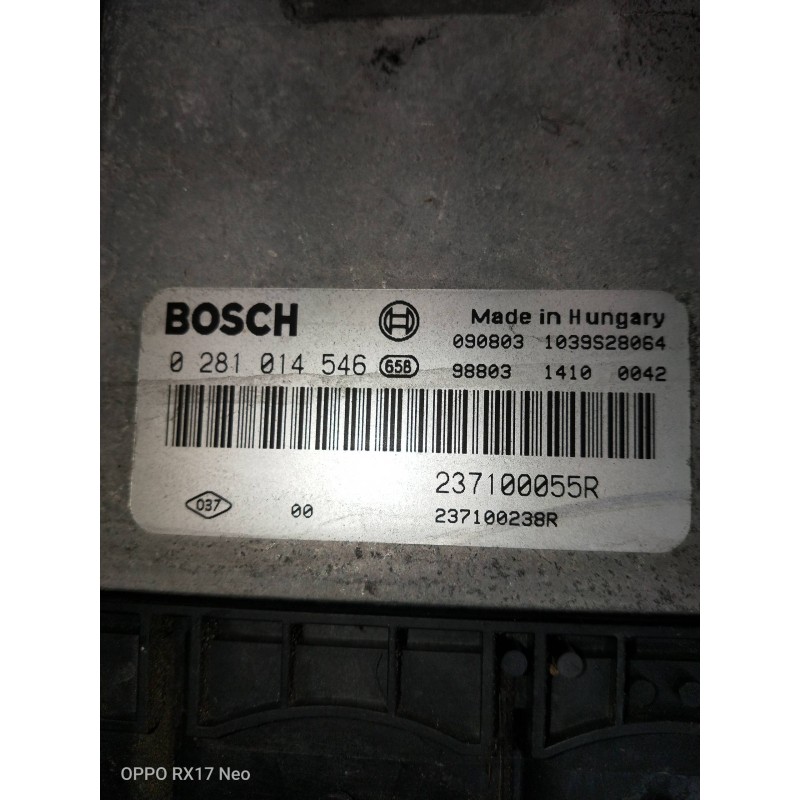 BOSCH
Made in Hungary
090803 1039S28064
0 281 014 546 658 98803 1410 0042
237100055R
037 00 237100238R
OPPO RX17 Neo